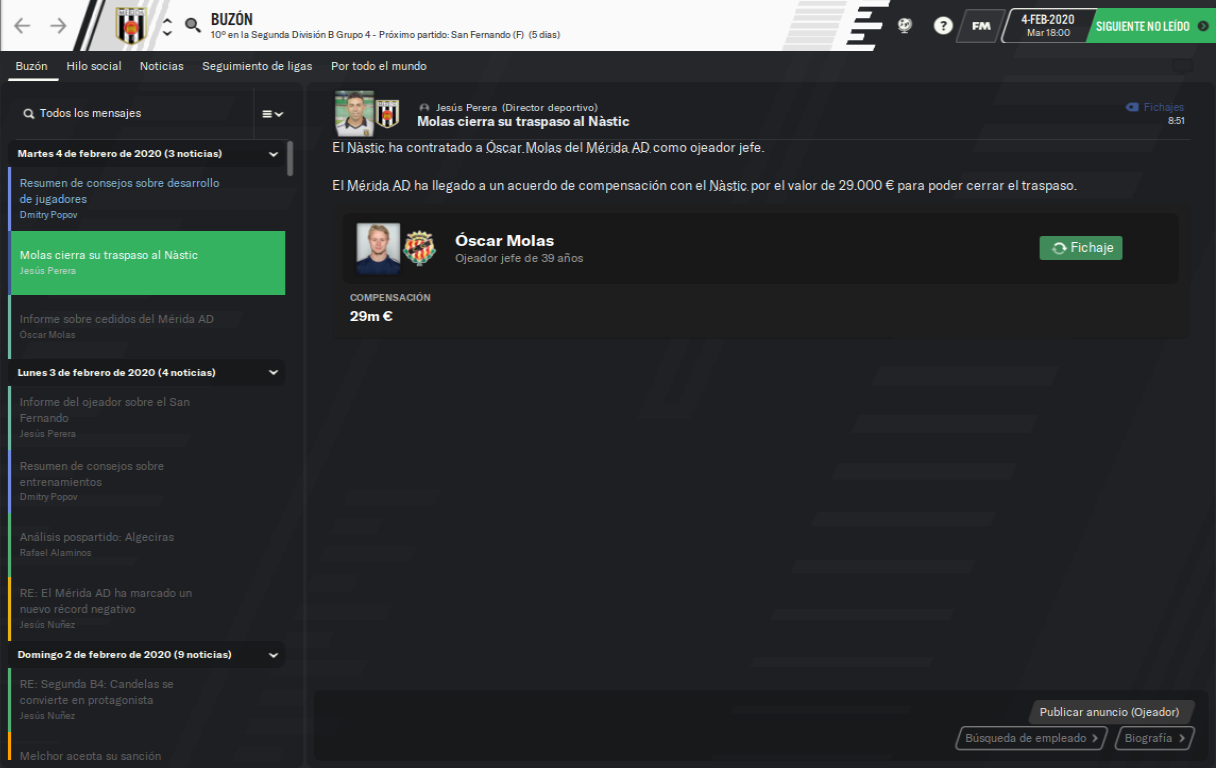 BUZÓN
10º en la Segunda División B Grupo 4 - Próximo partido: San Fernando (F) (5 días)
?
FM
4-FEB-2020
Mar 18:00
SIGUIENTE NO LEÍDO
Buzón Hilo social Noticias Seguimiento de ligas Por todo el mundo
Todos los mensajes
Martes 4 de febrero de 2020 (3 noticias)
Resumen de consejos sobre desarrollo
de jugadores
Dmitry Popov
Molas cierra su traspaso al Nàstic
Jesús Perera
Informe sobre cedidos del Mérida AD
Óscar Molas
Lunes 3 de febrero de 2020 (4 noticias)
Informe del ojeador sobre el San
Fernando
Jesús Perera
Resumen de consejos sobre
entrenamientos
Dmitry Popov
Análisis pospartido: Algeciras
Rafael Alaminos
RE: El Mérida AD ha marcado un
nuevo récord negativo
Jesús Nuñez
Domingo 2 de febrero de 2020 (9 noticias)
RE: Segunda B4: Candelas se
convierte en protagonista
Jesús Nuñez
Melchor acepta su sanción
Jesús Perera (Director deportivo)
Molas cierra su traspaso al Nàstic
Fichajes
8:51
El Nàstic ha contratado a Óscar Molas del Mérida AD como ojeador jefe.
El Mérida AD ha llegado a un acuerdo de compensación con el Nàstic por el valor de 29.000 € para poder cerrar el traspaso.
Óscar Molas
Ojeador jefe de 39 años
Fichaje
COMPENSACIÓN
29m €
Publicar anuncio (Ojeador)
Búsqueda de empleado
Biografía